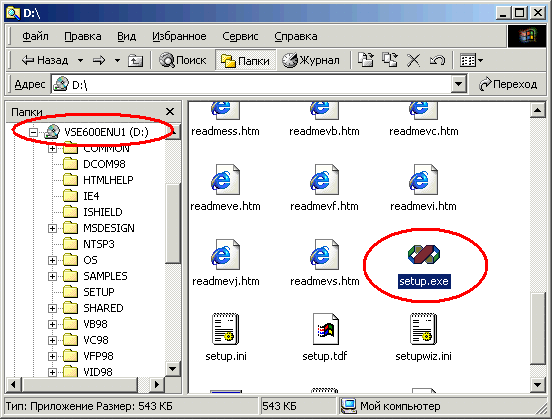 D:\
Файл Правка Вид Избранное Сервис Справка
Назад Поиск Папки Журнал
Адрес D:\ Переход
Папки
VSE600ENU1 (D:)
COMMON
DCOM98
HTMLHELP
IE4
ISHIELD
MSDESIGN
NTSP3
OS
SAMPLES
SETUP
SHARED
VB98
VC98
VFP98
VID98
readmess.htm readmevb.htm readmevc.htm
readmeve.htm readmevf.htm readmevi.htm
readmevj.htm readmevs.htm setup.exe
setup.ini setup.tdf setupwiz.ini
Тип: Приложение Размер: 543 КБ 543 КБ Мой компьютер